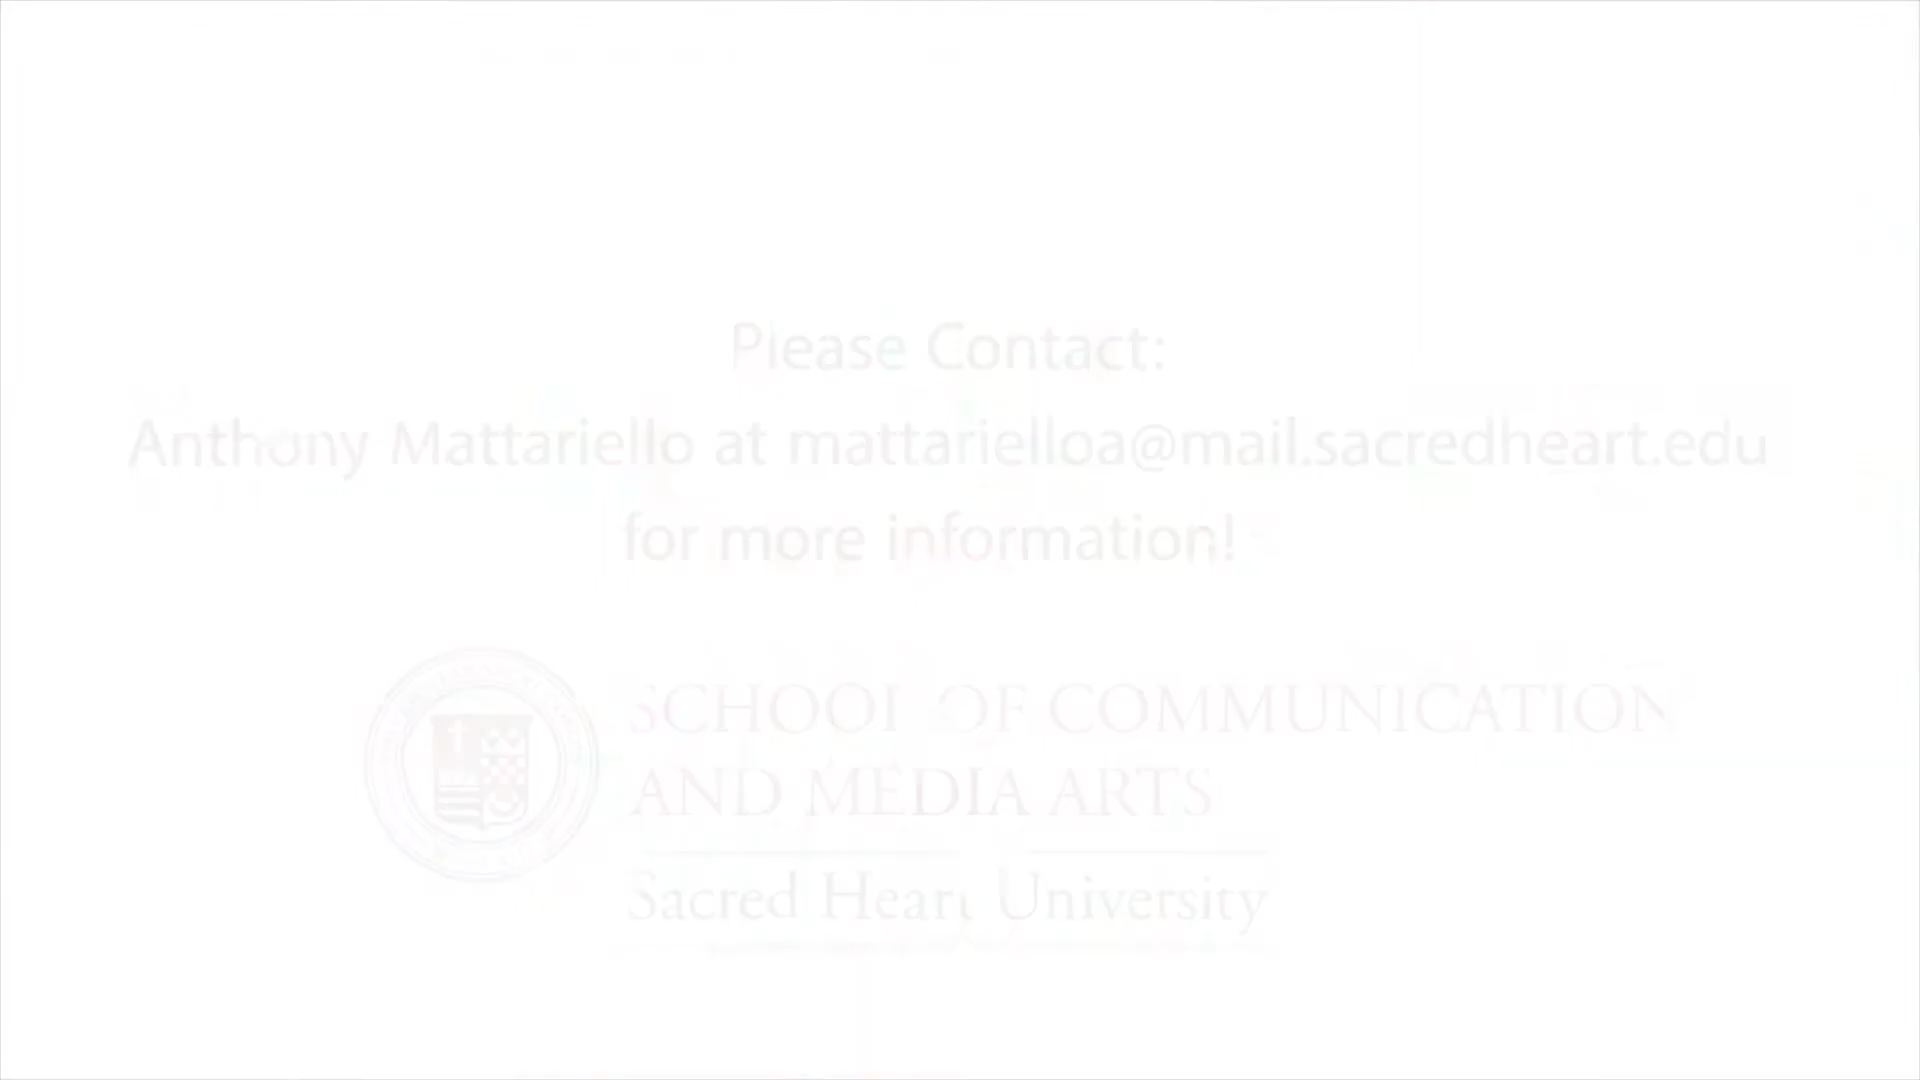 Please Contact:
Anthony Mattariello at mattarielloa@mail.sacredheart.edu
for more information!
SCHOOL OF COMMUNICATION
AND MEDIA ARTS
Sacred Heart University